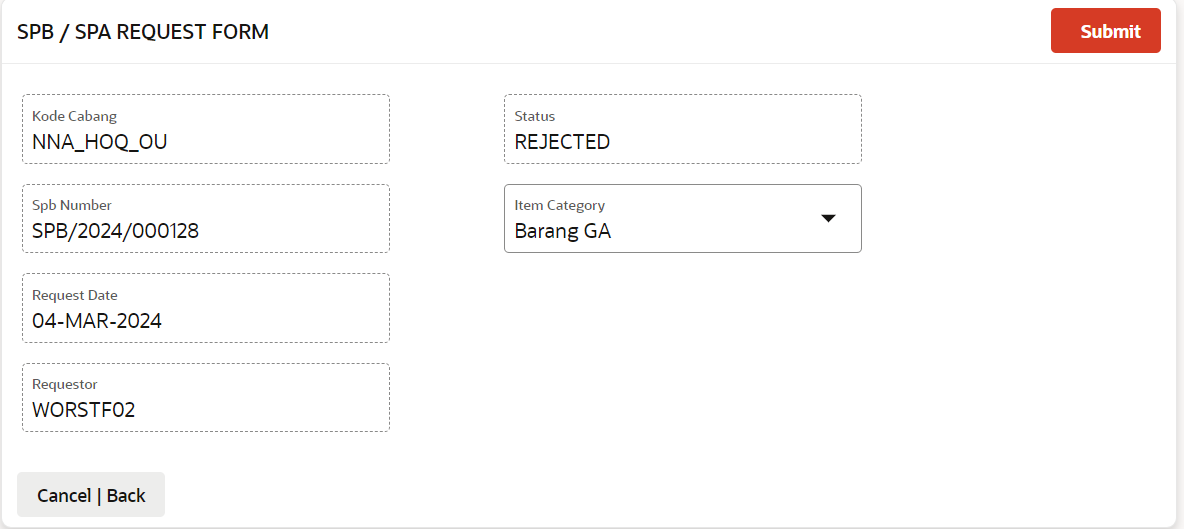 SPB / SPA REQUEST FORM
Submit
Kode Cabang
NNA_HOQ_OU
Status
REJECTED
Spb Number
SPB/2024/000128
Item Category
Barang GA
Request Date
04-MAR-2024
Requestor
WORSTF02
Cancel | Back